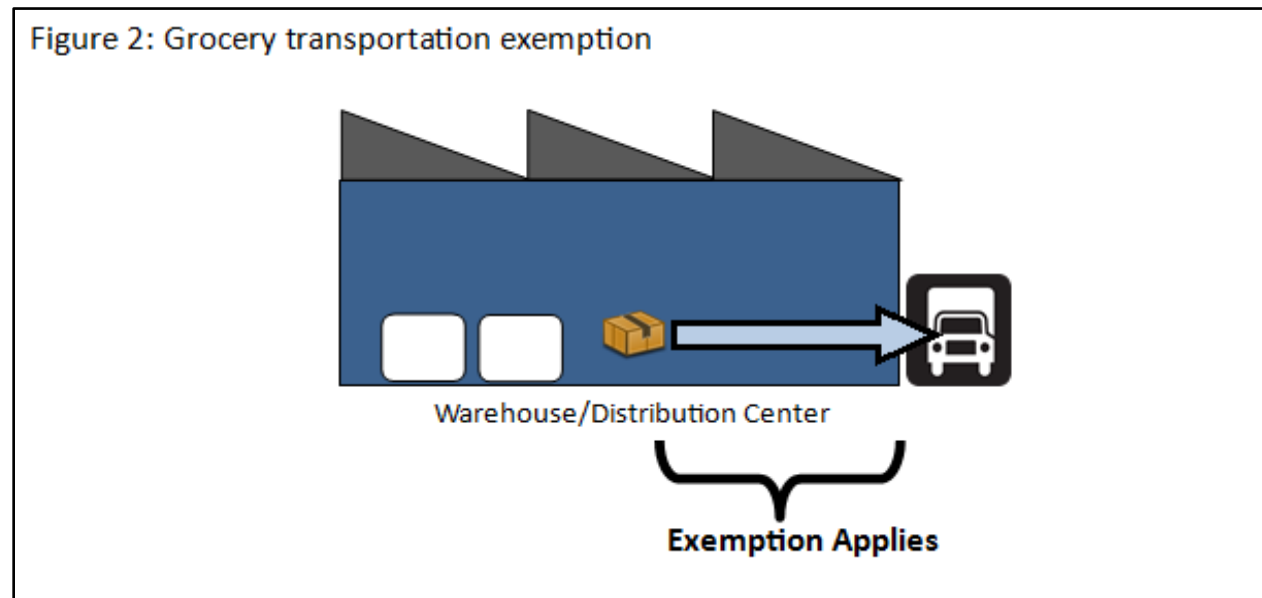 Figure 2: Grocery transportation exemption
Warehouse/Distribution Center
Exemption Applies